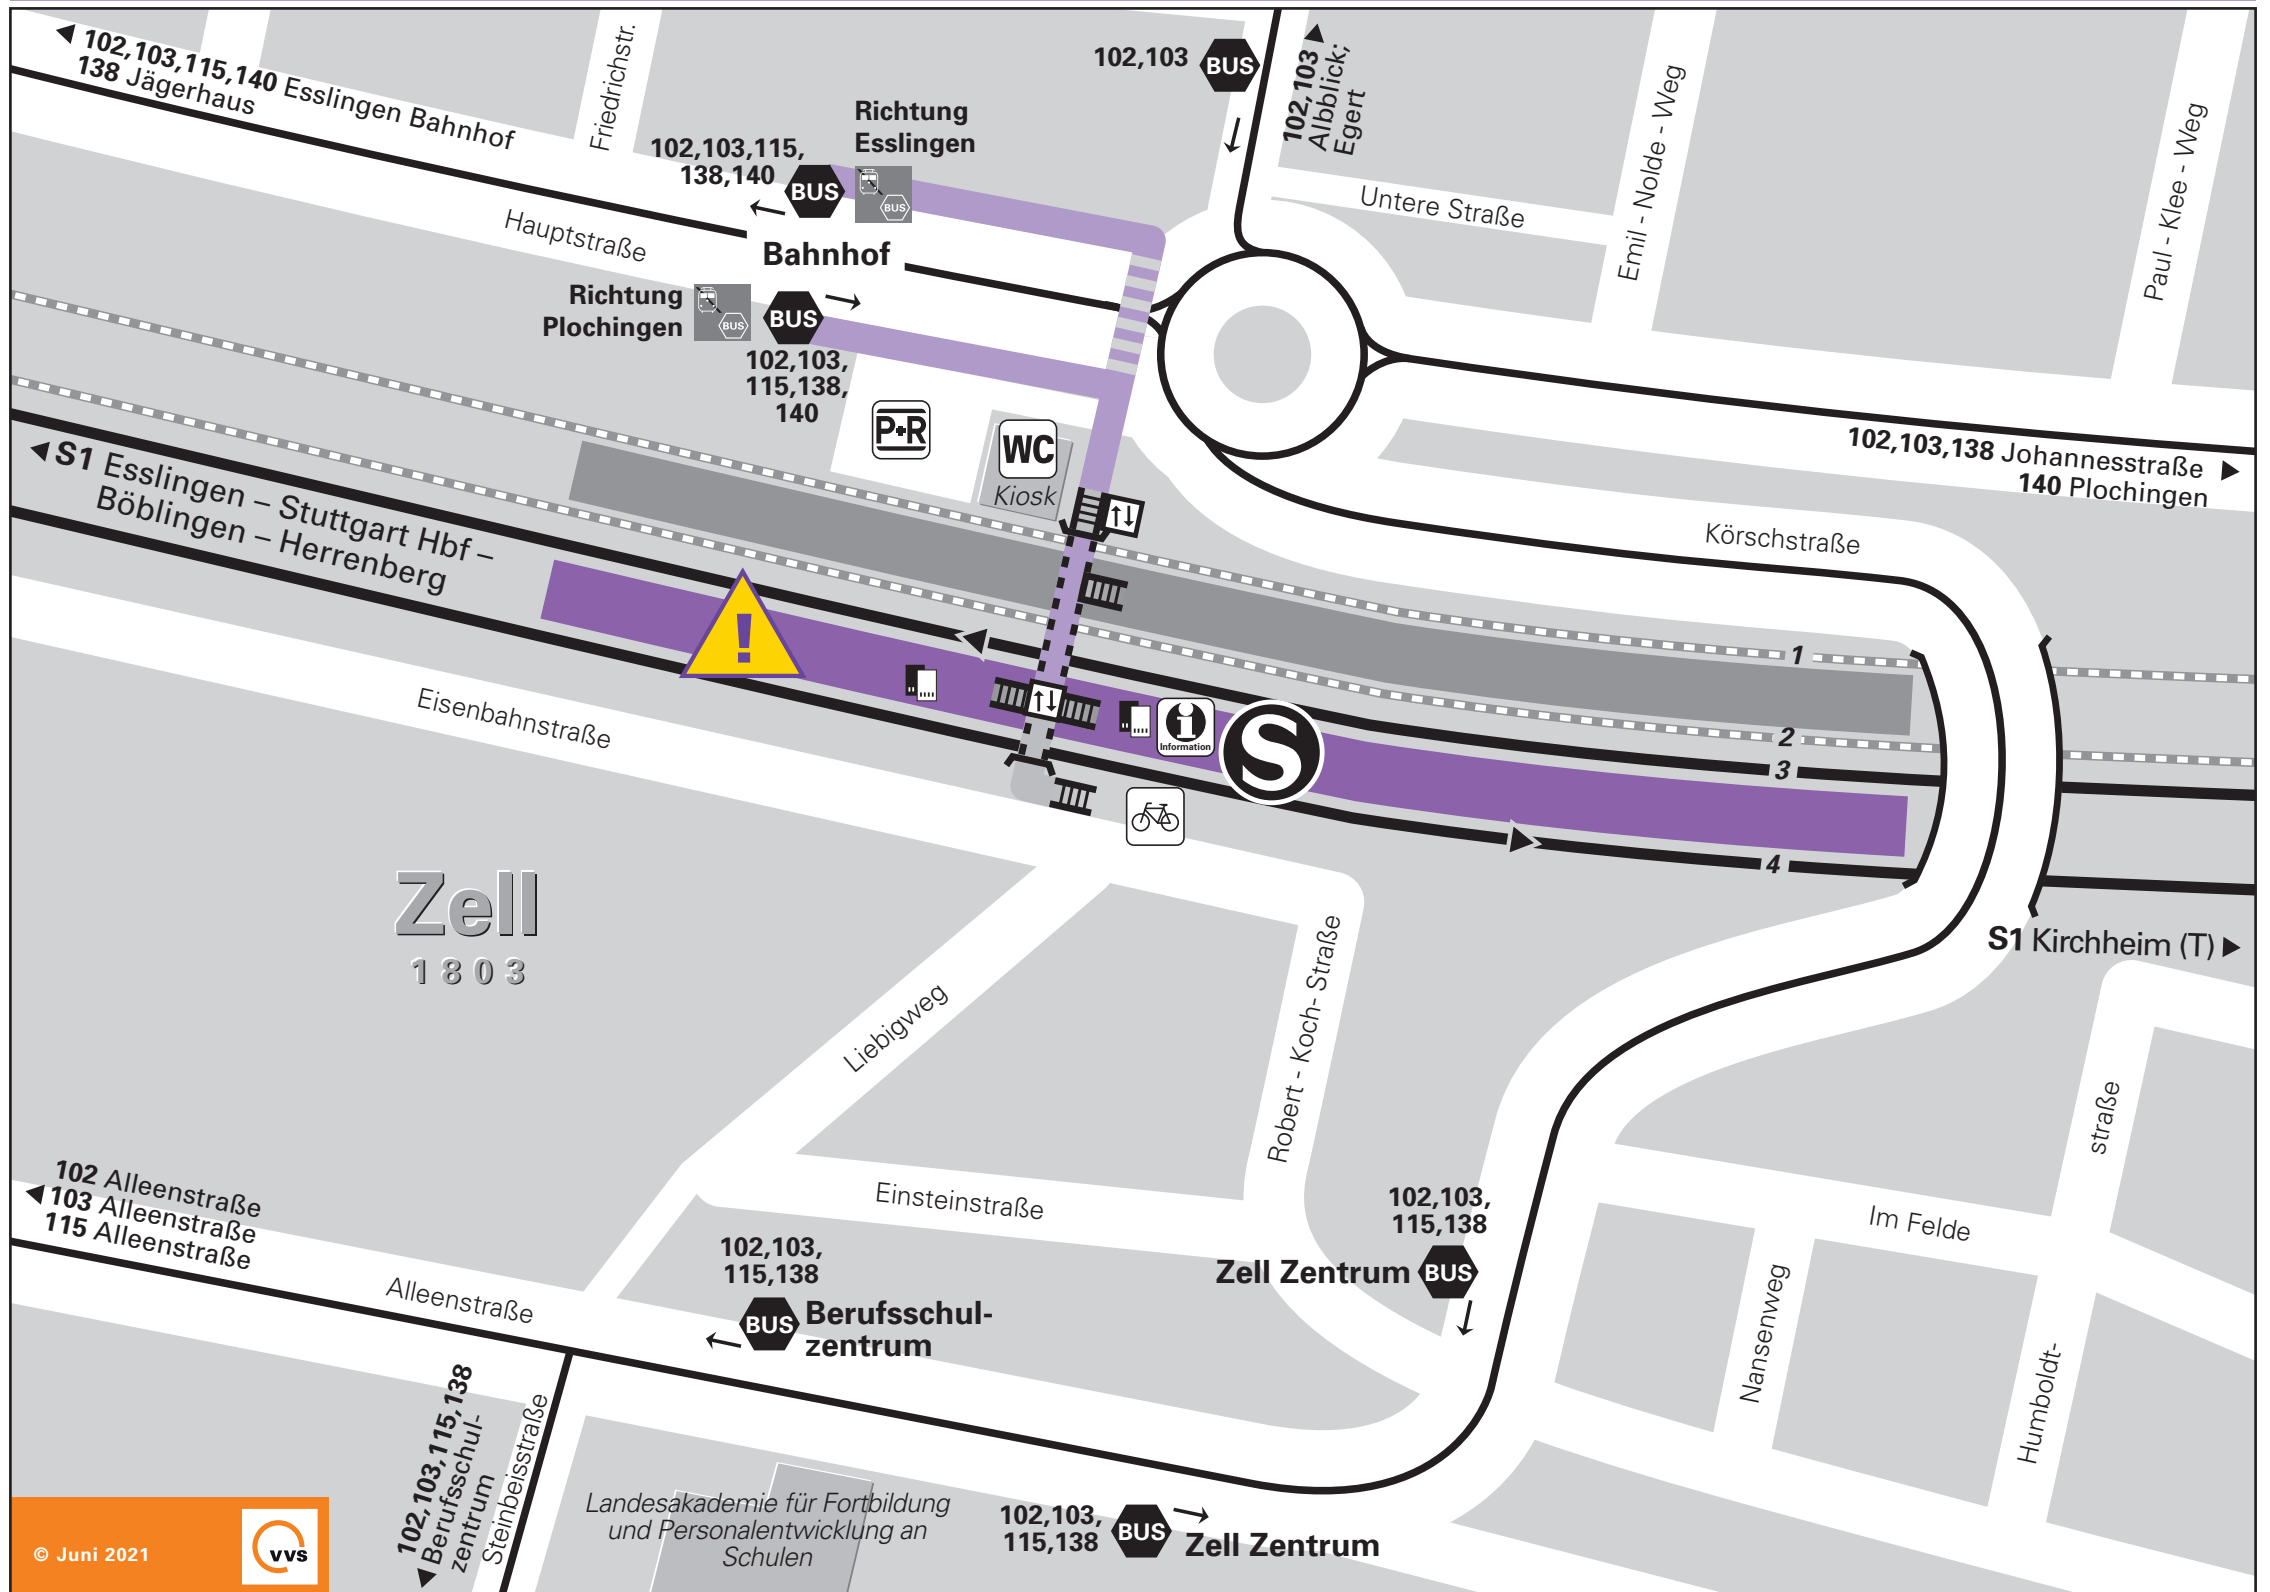 102,103,115,140 Esslingen Bahnhof
138 Jägerhaus
Friedrichstr.
102,103
BUS
102,103
Albblick;
Egert
Emil - Nolde - Weg
Paul - Klee - Weg
Untere Straße
Richtung
Esslingen
102,103,115,
138,140
BUS
BUS
Hauptstraße
Bahnhof
Richtung
Plochingen
BUS
BUS
102,103,
115,138,
140
P+R
WC
Kiosk
102,103,138 Johannesstraße
140 Plochingen
Körschstraße
S1 Esslingen – Stuttgart Hbf –
Böblingen – Herrenberg
!
Eisenbahnstraße
i
Information
S
1
2
3
4
S1 Kirchheim (T)
Zell
1803
Liebigweg
Robert - Koch- Straße
Einsteinstraße
102 Alleenstraße
103 Alleenstraße
115 Alleenstraße
Alleenstraße
102,103,
115,138
BUS
Berufsschul-
zentrum
102,103,
115,138
Zell Zentrum
BUS
Im Felde
Nansenweg
Humboldt-
straße
102,103,115,138
Berufsschul-
zentrum
Steinbeisstraße
Landesakademie für Fortbildung
und Personalentwicklung an
Schulen
102,103,
115,138
BUS
Zell Zentrum
© Juni 2021
vvs